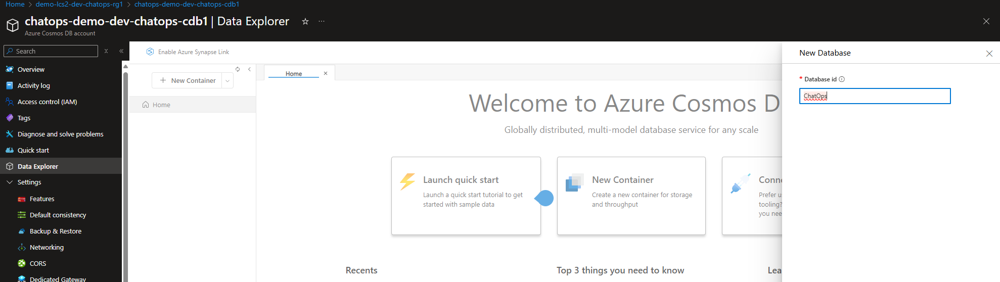 Home > demo-lcs2-dev-chatops-rg1 > chatops-demo-dev-chatops-cdb1
chatops-demo-dev-chatops-cdb1 | Data Explorer
Azure Cosmos DB account
Search
Overview
Activity log
Access control (IAM)
Tags
Diagnose and solve problems
Quick start
Data Explorer
Settings
Features
Default consistency
Backup & Restore
Networking
CORS
Dedicated Gateway
Enable Azure Synapse Link
New Container
Home
Home
Welcome to Azure Cosmos D
Globally distributed, multi-model database service for any scale
Launch quick start
Launch a quick start tutorial to get
started with sample data
New Container
Create a new container for storage
and throughput
Conn
Prefer u
tooling?
you nee
Recents
Top 3 things you need to know
Lea
New Database
* Database id
ChatOps